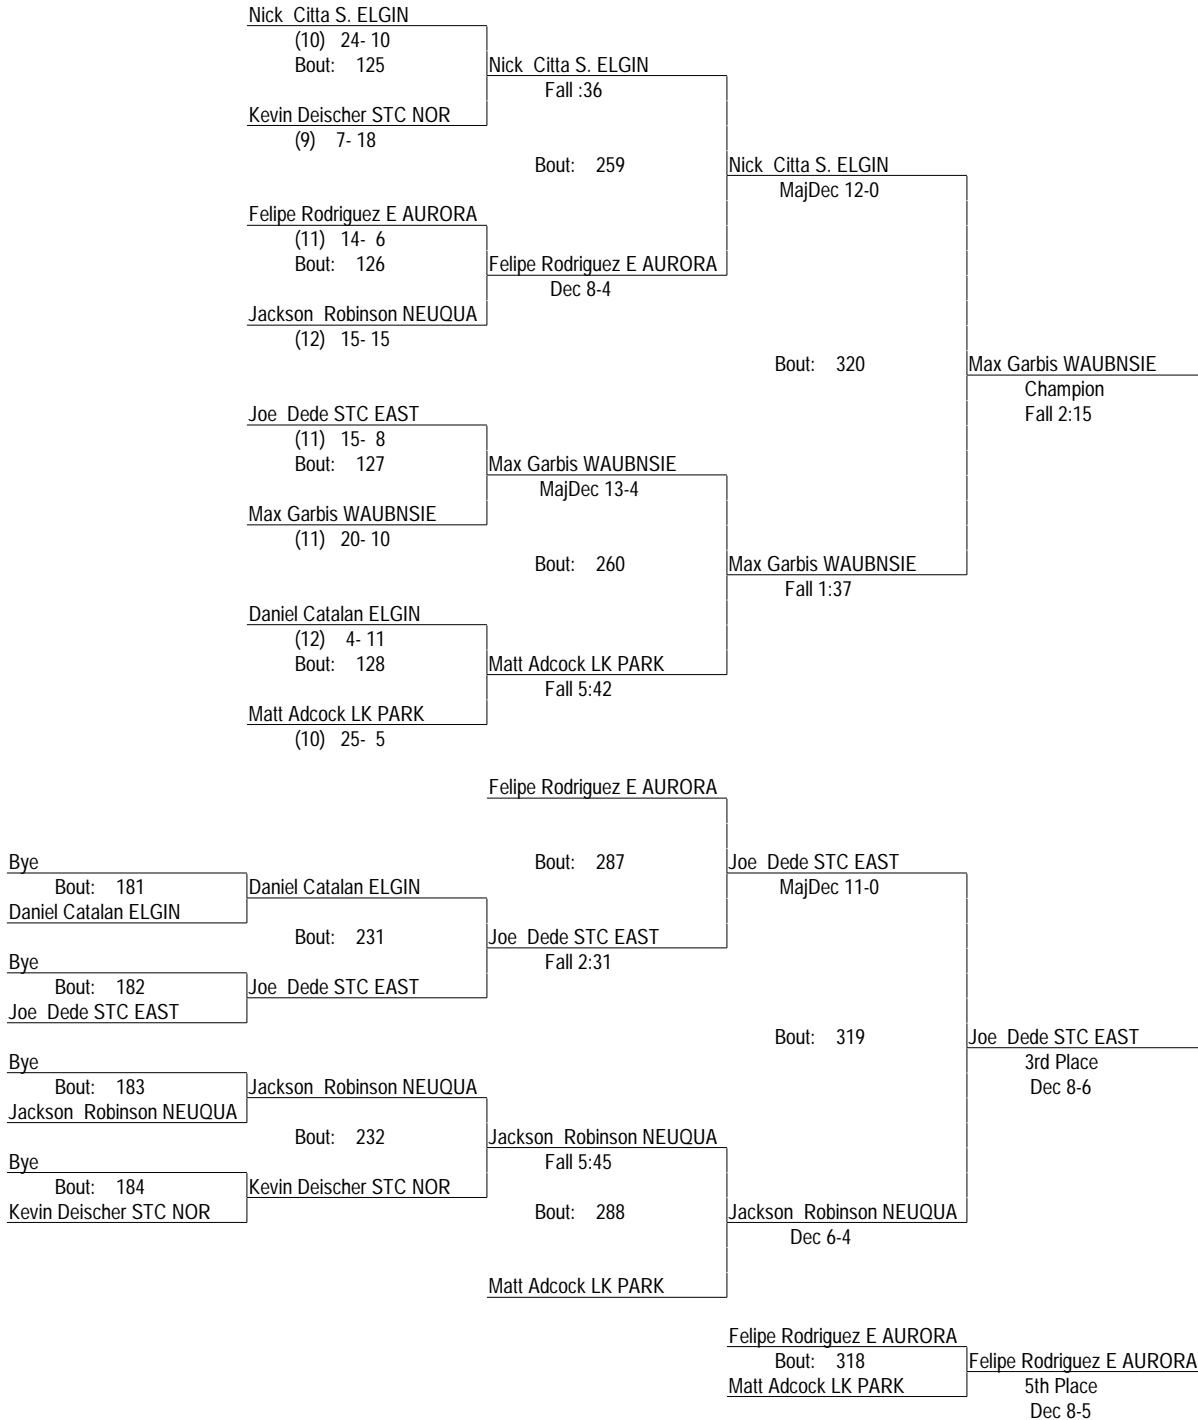 Nick  Citta S. ELGIN
(10)  24- 10
Bout:  125
Nick  Citta S. ELGIN
Fall :36
Kevin Deischer STC NOR
(9)  7- 18
Bout:  259
Nick  Citta S. ELGIN
MajDec 12-0
Felipe Rodriguez E AURORA
(11)  14-  6
Bout:  126
Felipe Rodriguez E AURORA
Dec 8-4
Jackson  Robinson NEUQUA
(12)  15- 15
Bout:  320
Max Garbis WAUBNSIE
Champion
Fall 2:15
Joe  Dede STC EAST
(11)  15-  8
Bout:  127
Max Garbis WAUBNSIE
MajDec 13-4
Max Garbis WAUBNSIE
(11)  20- 10
Bout:  260
Max Garbis WAUBNSIE
Fall 1:37
Daniel Catalan ELGIN
(12)  4- 11
Bout:  128
Matt Adcock LK PARK
Fall 5:42
Matt Adcock LK PARK
(10)  25-  5
Felipe Rodriguez E AURORA
Bout:  287
Joe  Dede STC EAST
MajDec 11-0
Bye
Bout:  181
Daniel Catalan ELGIN
Daniel Catalan ELGIN
Bout:  231
Joe  Dede STC EAST
Fall 2:31
Bye
Bout:  182
Joe  Dede STC EAST
Joe  Dede STC EAST
Bout:  319
Joe  Dede STC EAST
3rd Place
Dec 8-6
Bye
Bout:  183
Jackson  Robinson NEUQUA
Jackson  Robinson NEUQUA
Bout:  232
Jackson  Robinson NEUQUA
Fall 5:45
Bye
Bout:  184
Kevin Deischer STC NOR
Kevin Deischer STC NOR
Bout:  288
Jackson  Robinson NEUQUA
Dec 6-4
Matt Adcock LK PARK
Felipe Rodriguez E AURORA
Bout:  318
Felipe Rodriguez E AURORA
Matt Adcock LK PARK
5th Place
Dec 8-5